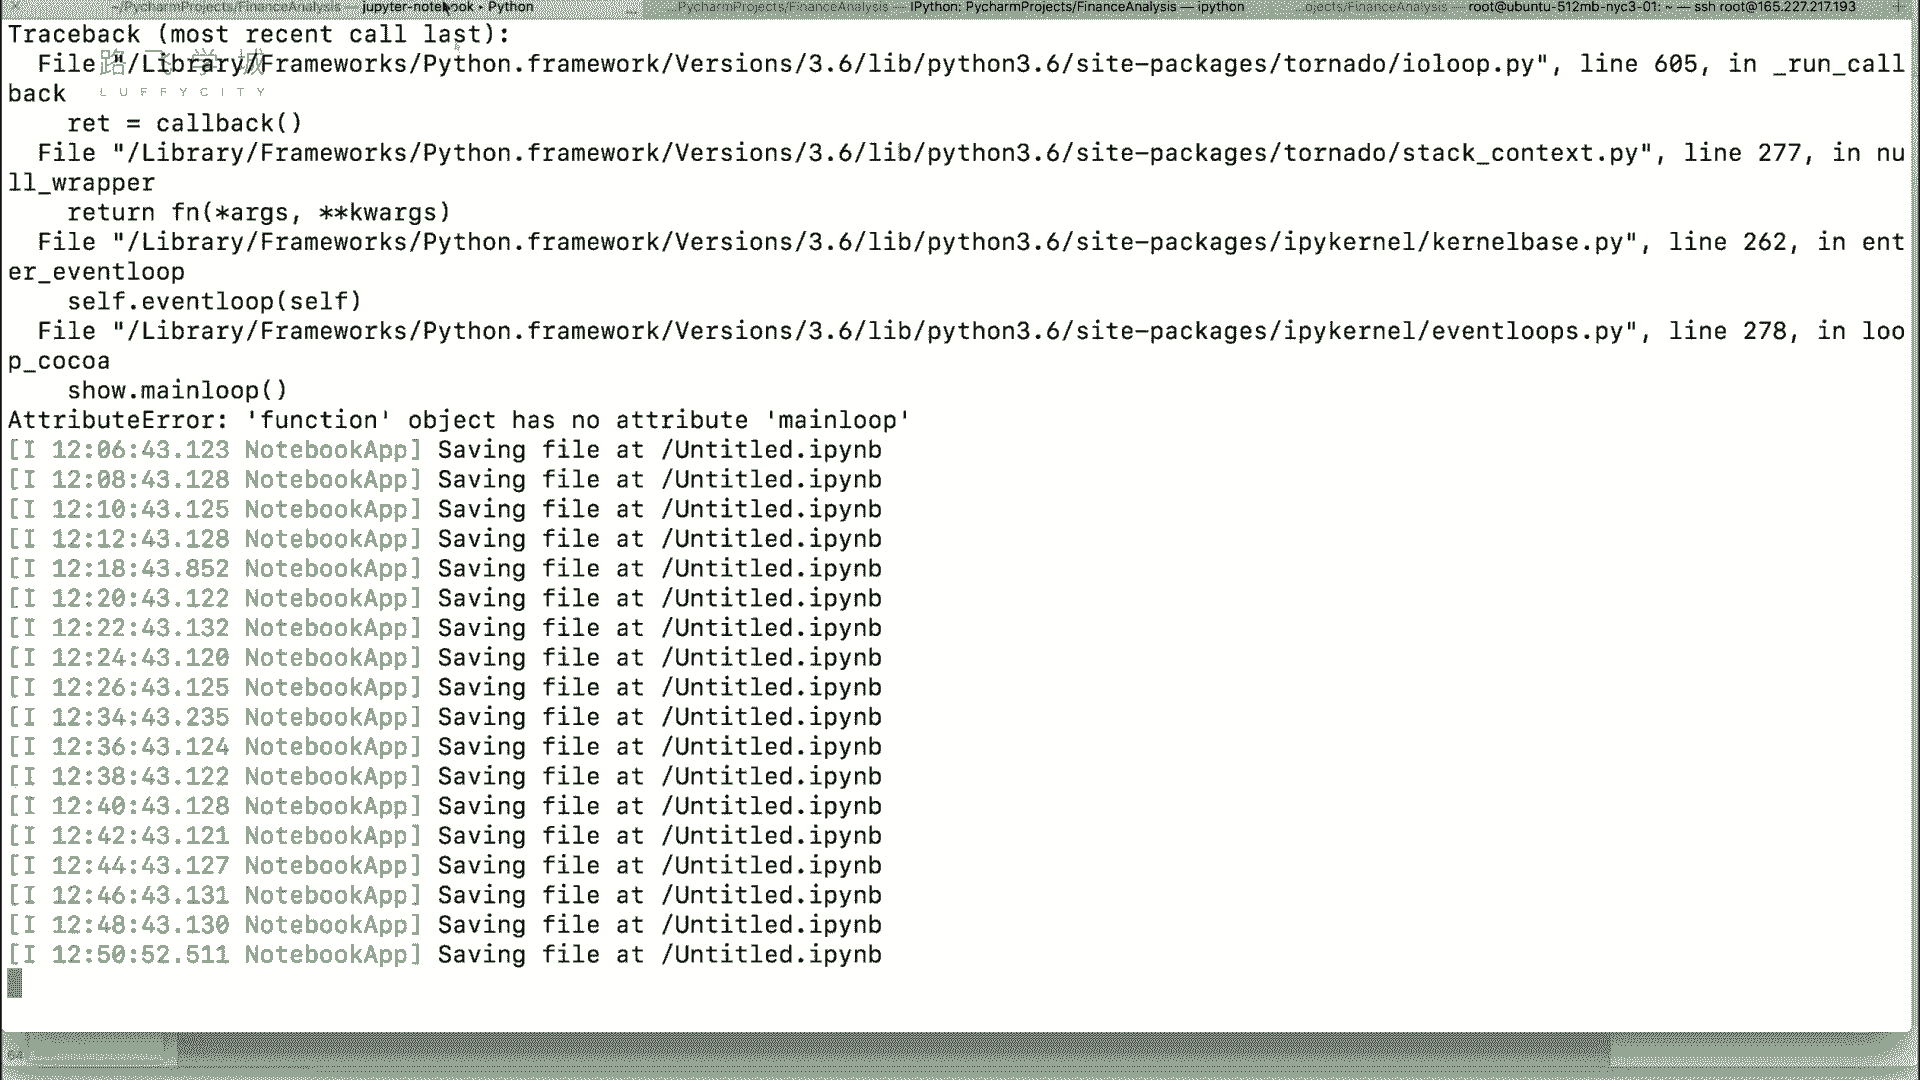 ~/PycharmProjects/FinanceAnalysis — jupyter-notebook • Python ...PycharmProjects/FinanceAnalysis — IPython: PycharmProjects/FinanceAnalysis — ipython ...ojects/FinanceAnalysis — root@ubuntu-512mb-nyc3-01: ~ — ssh root@165.227.217.193
Traceback (most recent call last):
路飞学城
  File "/Library/Frameworks/Python.framework/Versions/3.6/lib/python3.6/site-packages/tornado/ioloop.py", line 605, in _run_call
back
LUFFYCITY
    ret = callback()
  File "/Library/Frameworks/Python.framework/Versions/3.6/lib/python3.6/site-packages/tornado/stack_context.py", line 277, in nu
ll_wrapper
    return fn(*args, **kwargs)
  File "/Library/Frameworks/Python.framework/Versions/3.6/lib/python3.6/site-packages/ipykernel/kernelbase.py", line 262, in ent
er_eventloop
    self.eventloop(self)
  File "/Library/Frameworks/Python.framework/Versions/3.6/lib/python3.6/site-packages/ipykernel/eventloops.py", line 278, in loo
p_cocoa
    show.mainloop()
AttributeError: 'function' object has no attribute 'mainloop'
[I 12:06:43.123 NotebookApp] Saving file at /Untitled.ipynb
[I 12:08:43.128 NotebookApp] Saving file at /Untitled.ipynb
[I 12:10:43.125 NotebookApp] Saving file at /Untitled.ipynb
[I 12:12:43.128 NotebookApp] Saving file at /Untitled.ipynb
[I 12:18:43.852 NotebookApp] Saving file at /Untitled.ipynb
[I 12:20:43.122 NotebookApp] Saving file at /Untitled.ipynb
[I 12:22:43.132 NotebookApp] Saving file at /Untitled.ipynb
[I 12:24:43.120 NotebookApp] Saving file at /Untitled.ipynb
[I 12:26:43.125 NotebookApp] Saving file at /Untitled.ipynb
[I 12:34:43.235 NotebookApp] Saving file at /Untitled.ipynb
[I 12:36:43.124 NotebookApp] Saving file at /Untitled.ipynb
[I 12:38:43.122 NotebookApp] Saving file at /Untitled.ipynb
[I 12:40:43.128 NotebookApp] Saving file at /Untitled.ipynb
[I 12:42:43.121 NotebookApp] Saving file at /Untitled.ipynb
[I 12:44:43.127 NotebookApp] Saving file at /Untitled.ipynb
[I 12:46:43.131 NotebookApp] Saving file at /Untitled.ipynb
[I 12:48:43.130 NotebookApp] Saving file at /Untitled.ipynb
[I 12:50:52.511 NotebookApp] Saving file at /Untitled.ipynb